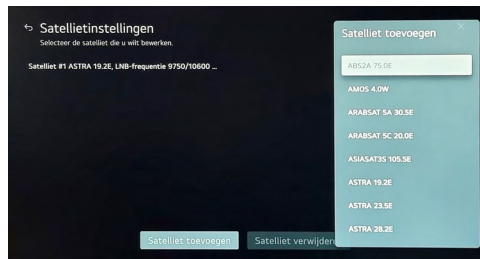 Satellietinstellingen
Selecteer de satelliet die u wilt bewerken.
Satelliet #1 ASTRA 19.2E, LNB-frequentie 9750/10600 ...
Satelliet toevoegen
Satelliet verwijderen
Satelliet toevoegen
ABS2A 75.0E
AMOS 4.0W
ARABSAT 5A 30.5E
ARABSAT 5C 20.0E
ASIASAT3S 105.5E
ASTRA 19.2E
ASTRA 23.5E
ASTRA 28.2E